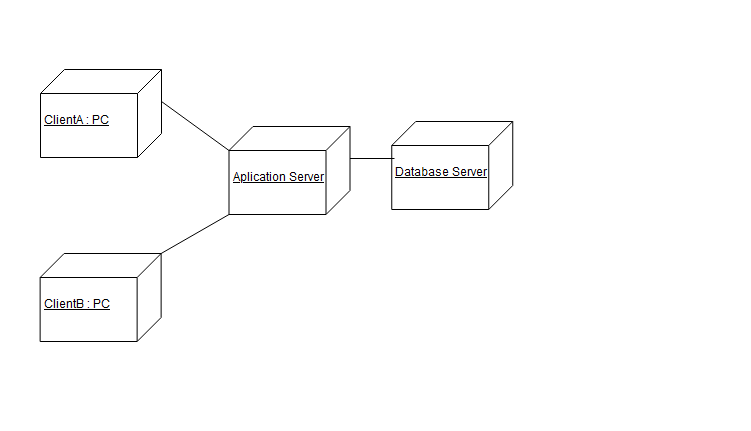 ClientA : PC
Aplication Server
Database Server
ClientB : PC